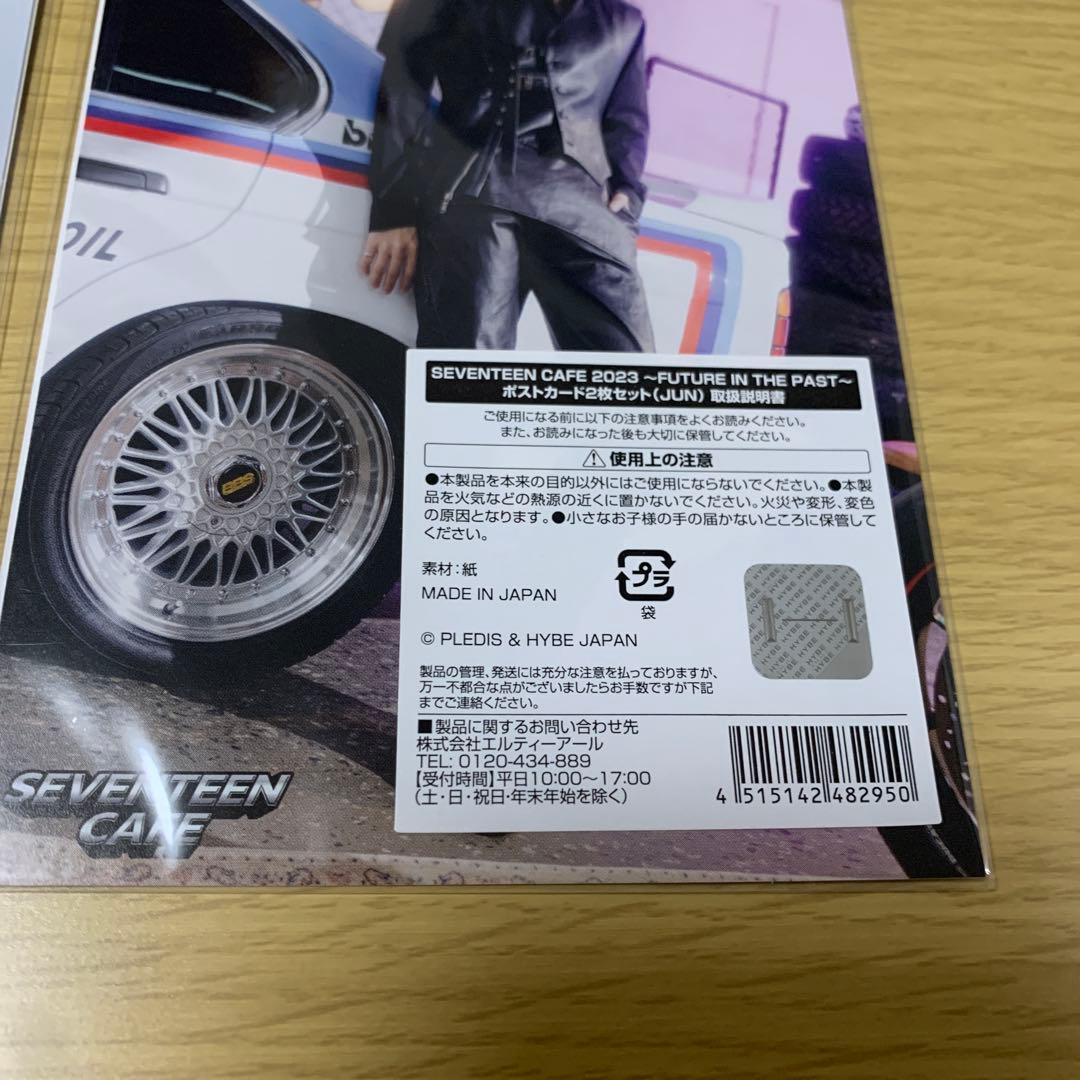 OIL
BBS
SEVENTEEN CAFE 2023 ~FUTURE IN THE PAST~
ポストカード2枚セット(JUN) 取扱説明書
ご使用になる前に以下の注意事項をよくお読みください。
また、お読みになった後も大切に保管してください。
⚠使用上の注意
●本製品を本来の目的以外にはご使用にならないでください。●本製
品を火気などの熱源の近くに置かないでください。火災や変形、変色
の原因となります。●小さなお子様の手の届かないところに保管して
ください。
素材:紙
MADE IN JAPAN
プラ
袋
HYBE HYBE HYBE
© PLEDIS & HYBE JAPAN
製品の管理、発送には充分な注意を払っておりますが、
万一不都合な点がございましたらお手数ですが下記
までご連絡ください。
■製品に関するお問い合わせ先
株式会社エルティーアール
TEL: 0120-434-889
【受付時間】平日10:00~17:00
(土・日・祝日・年末年始を除く)
4 515142 482950
SEVENTEEN
CAFE